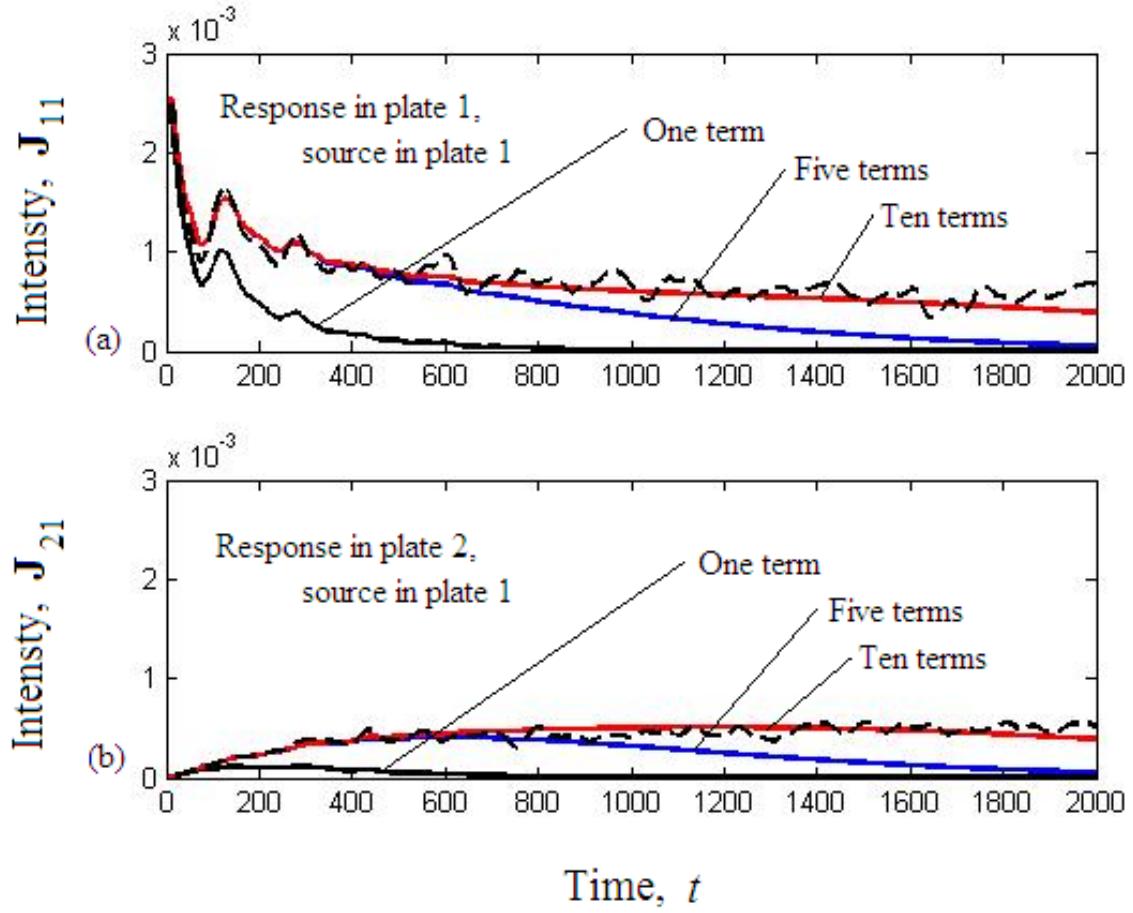 x 10⁻³
3
2
1
0
Intensty, J 11
(a)
Response in plate 1,
source in plate 1
One term
Five terms
Ten terms
0 200 400 600 800 1000 1200 1400 1600 1800 2000
x 10⁻³
3
2
1
0
Intensty, J 21
(b)
Response in plate 2,
source in plate 1
One term
Five terms
Ten terms
0 200 400 600 800 1000 1200 1400 1600 1800 2000
Time, t